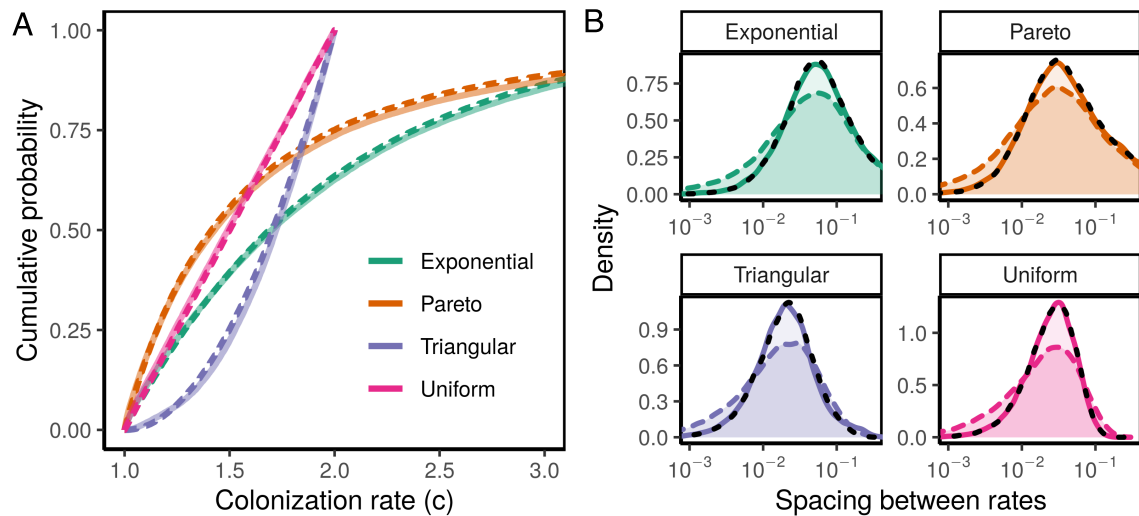 A
Cumulative probability
1.00
0.75
0.50
0.25
0.00
1.0 1.5 2.0 2.5 3.0
Colonization rate (c)
Exponential
Pareto
Triangular
Uniform
B
Density
Exponential
0.75
0.50
0.25
0.00
10−3 10−2 10−1
Pareto
0.6
0.4
0.2
0.0
10−3 10−2 10−1
Triangular
0.9
0.6
0.3
0.0
10−3 10−2 10−1
Uniform
1.0
0.5
0.0
10−3 10−2 10−1
Spacing between rates